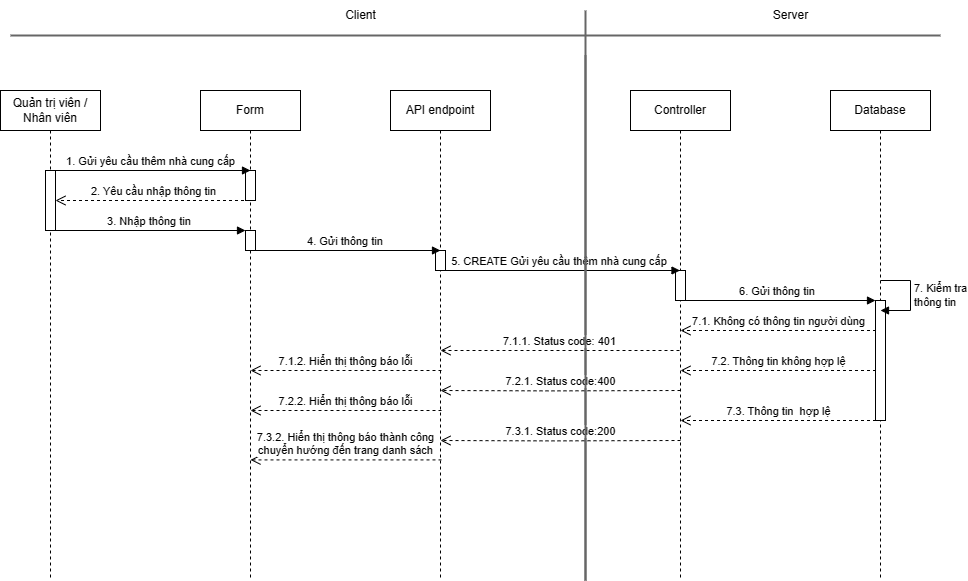 Client
Server
Quản trị viên /
Nhân viên
Form
API endpoint
Controller
Database
1. Gửi yêu cầu thêm nhà cung cấp
2. Yêu cầu nhập thông tin
3. Nhập thông tin
4. Gửi thông tin
5. CREATE Gửi yêu cầu thêm nhà cung cấp
6. Gửi thông tin
7. Kiểm tra
thông tin
7.1. Không có thông tin người dùng
7.1.1. Status code: 401
7.1.2. Hiển thị thông báo lỗi
7.2. Thông tin không hợp lệ
7.2.1. Status code:400
7.2.2. Hiển thị thông báo lỗi
7.3. Thông tin hợp lệ
7.3.1. Status code:200
7.3.2. Hiển thị thông báo thành công
chuyển hướng đến trang danh sách